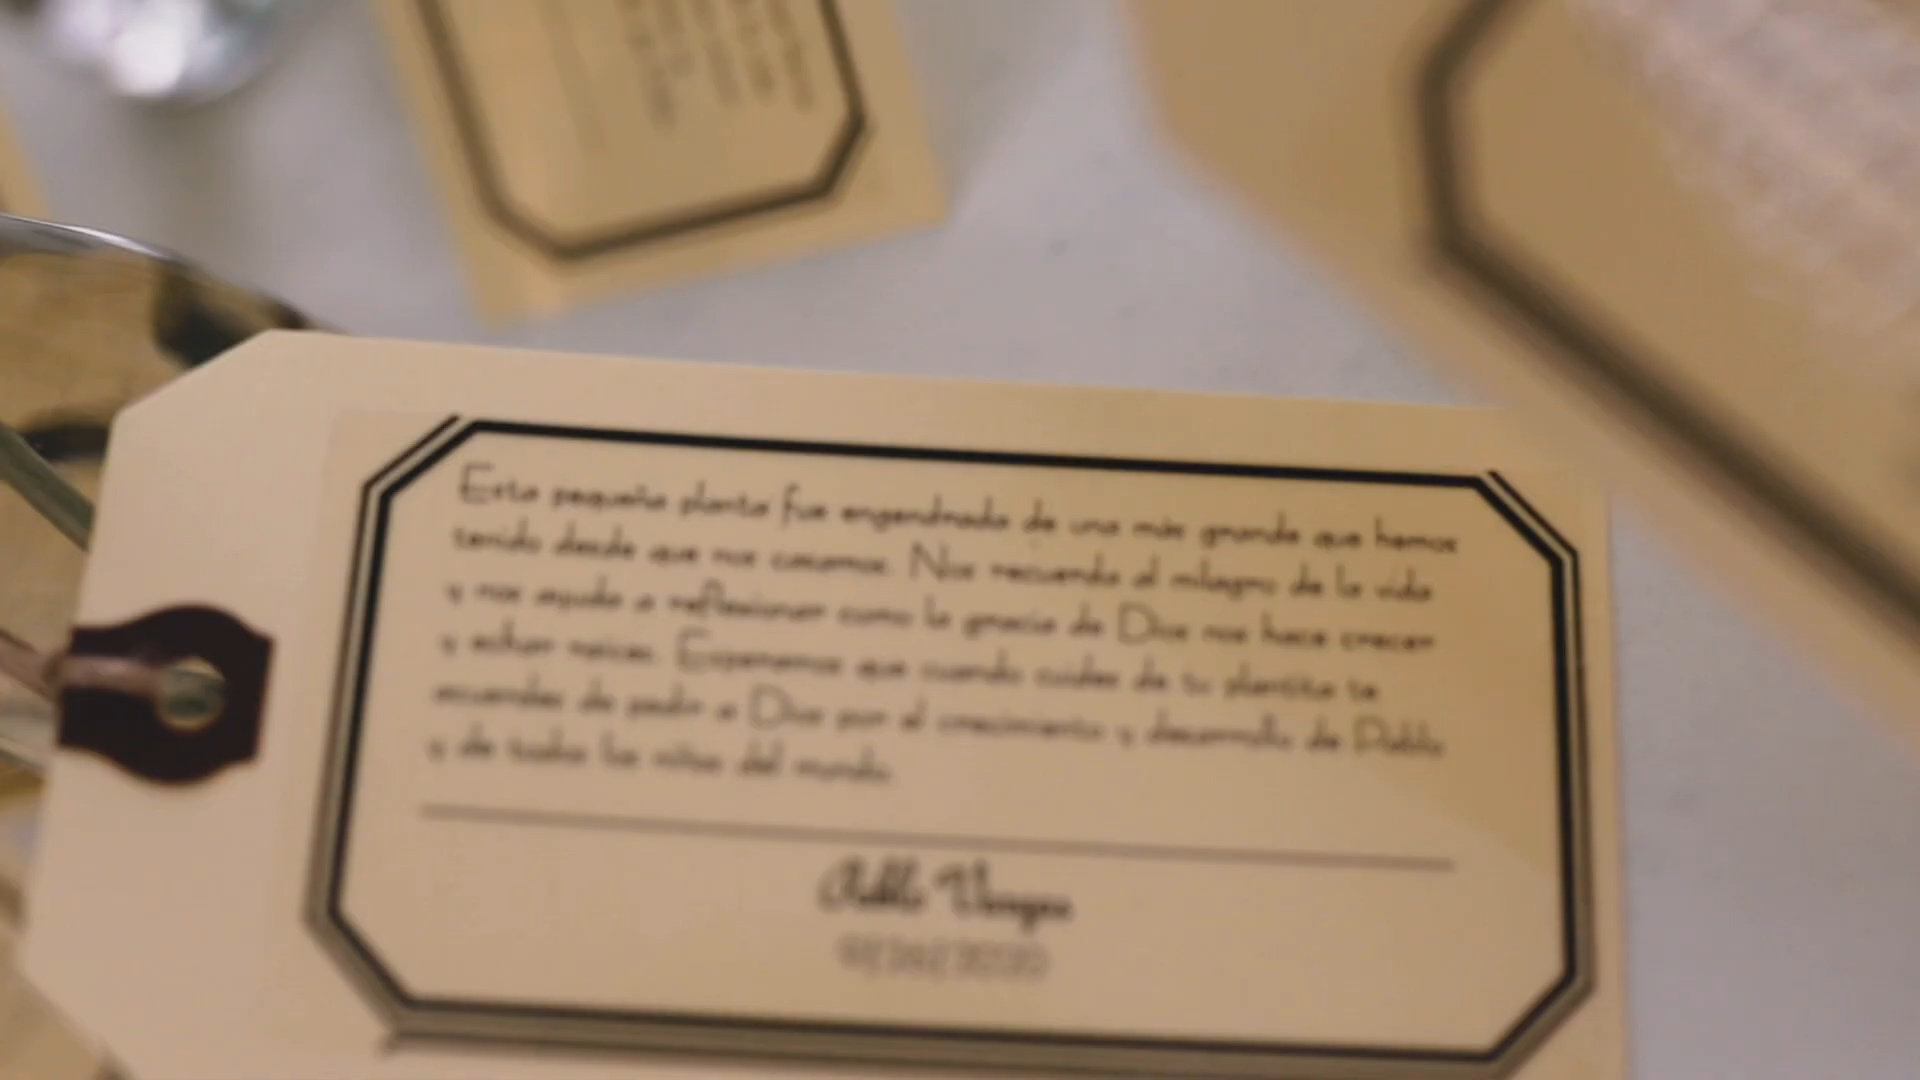 Esta pequeña planta fue engendrada de una más grande que hemos
tenido desde que nos casamos. Nos recuerda el milagro de la vida
y nos ayuda a reflexionar como la gracia de Dios nos hace crecer
y echar raíces. Esperamos que cuando cuides de tu plantita te
acuerdes de pedir a Dios por el crecimiento y desarrollo de Pablo
y de todos los niños del mundo.
Pablo